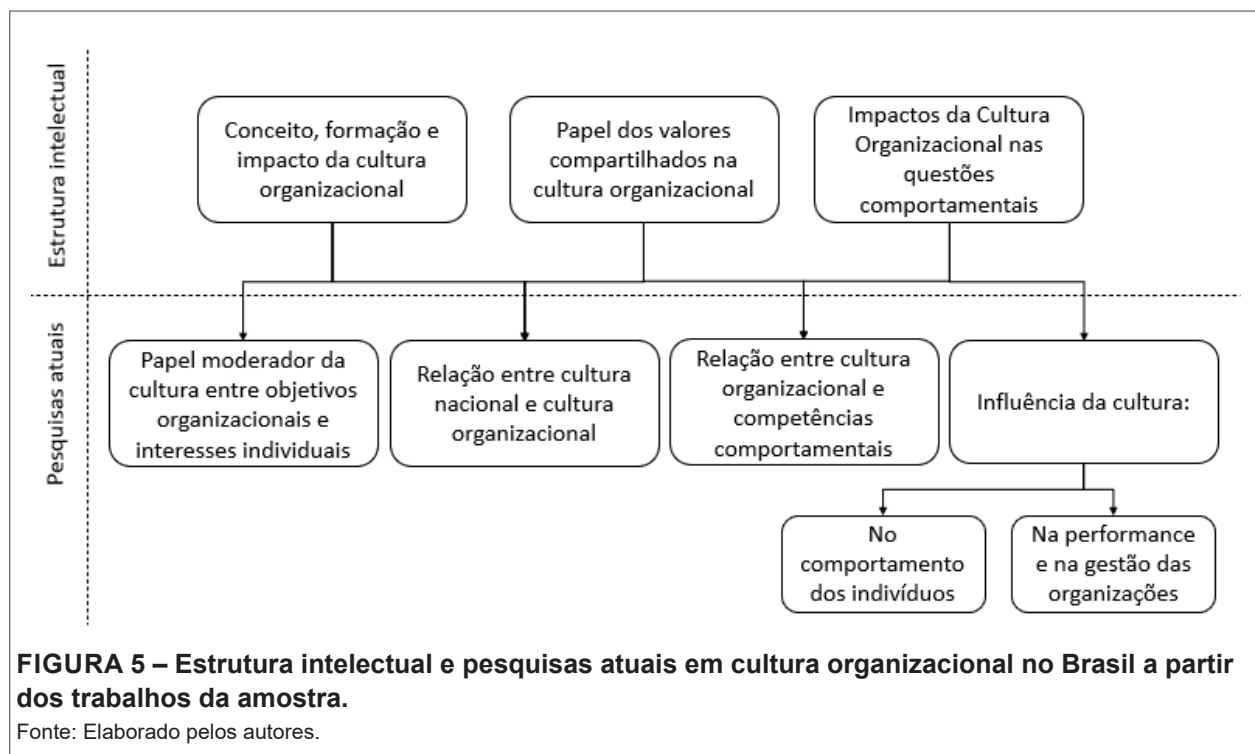 Estrutura intelectual
Conceito, formação e
impacto da cultura
organizacional
Papel dos valores
compartilhados na
cultura organizacional
Impactos da Cultura
Organizacional nas
questões
comportamentais
Pesquisas atuais
Papel moderador da
cultura entre objetivos
organizacionais e
interesses individuais
Relação entre cultura
nacional e cultura
organizacional
Relação entre cultura
organizacional e
competências
comportamentais
Influência da cultura:
No
comportamento
dos indivíduos
Na performance
e na gestão das
organizações
FIGURA 5 – Estrutura intelectual e pesquisas atuais em cultura organizacional no Brasil a partir
dos trabalhos da amostra.
Fonte: Elaborado pelos autores.